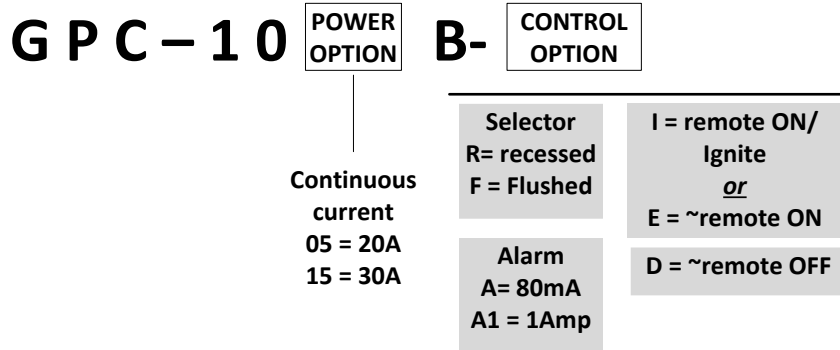 G P C – 1 0 POWER OPTION B- CONTROL OPTION
Continuous
current
05 = 20A
15 = 30A
Selector
R= recessed
F = Flushed
Alarm
A= 80mA
A1 = 1Amp
I = remote ON/
Ignite
or
E = ~remote ON
D = ~remote OFF